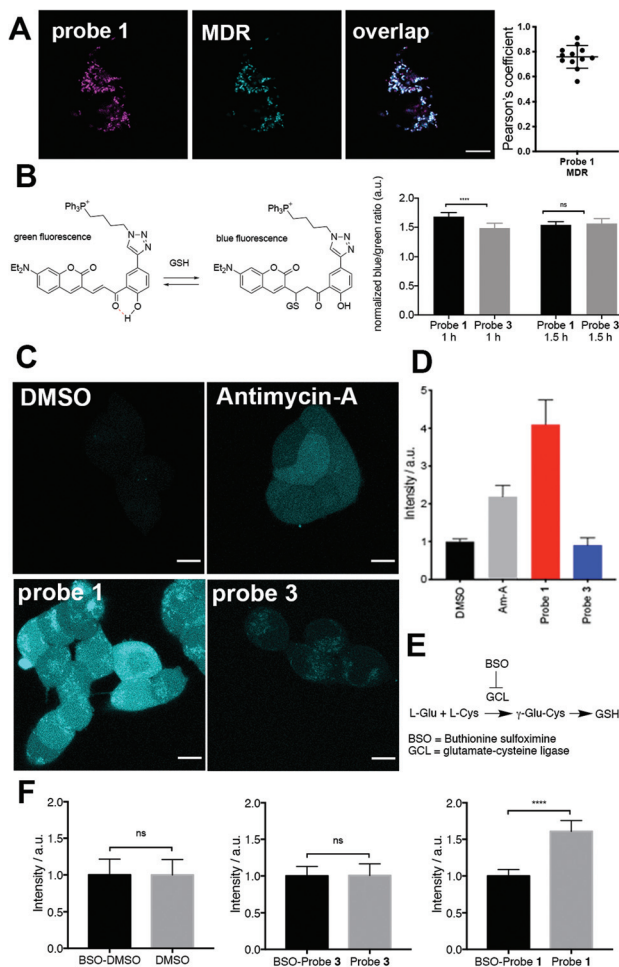 A
probe 1
MDR
overlap
Pearson's coefficient
1.0
0.8
0.6
0.4
0.2
0.0
Probe 1
MDR
B
Ph3P+
green fluorescence
N
N
N
Et2N
O
O
O
O
H
GSH
Ph3P+
blue fluorescence
N
N
N
Et2N
O
O
GS
O
OH
normalized blue/green ratio (a.u.)
2.0
1.5
1.0
0.5
0.0
****
ns
Probe 1
1 h
Probe 3
1 h
Probe 1
1.5 h
Probe 3
1.5 h
C
DMSO
Antimycin-A
probe 1
probe 3
D
Intensity / a.u.
5
4
3
2
1
0
DMSO
Am-A
Probe 1
Probe 3
E
BSO
GCL
L-Glu + L-Cys
γ-Glu-Cys
GSH
BSO = Buthionine sulfoximine
GCL = glutamate-cysteine ligase
F
Intensity / a.u.
2.0
1.5
1.0
0.5
0.0
ns
BSO-DMSO
DMSO
Intensity / a.u.
2.0
1.5
1.0
0.5
0.0
ns
BSO-Probe 3
Probe 3
Intensity / a.u.
2.0
1.5
1.0
0.5
0.0
****
BSO-Probe 1
Probe 1